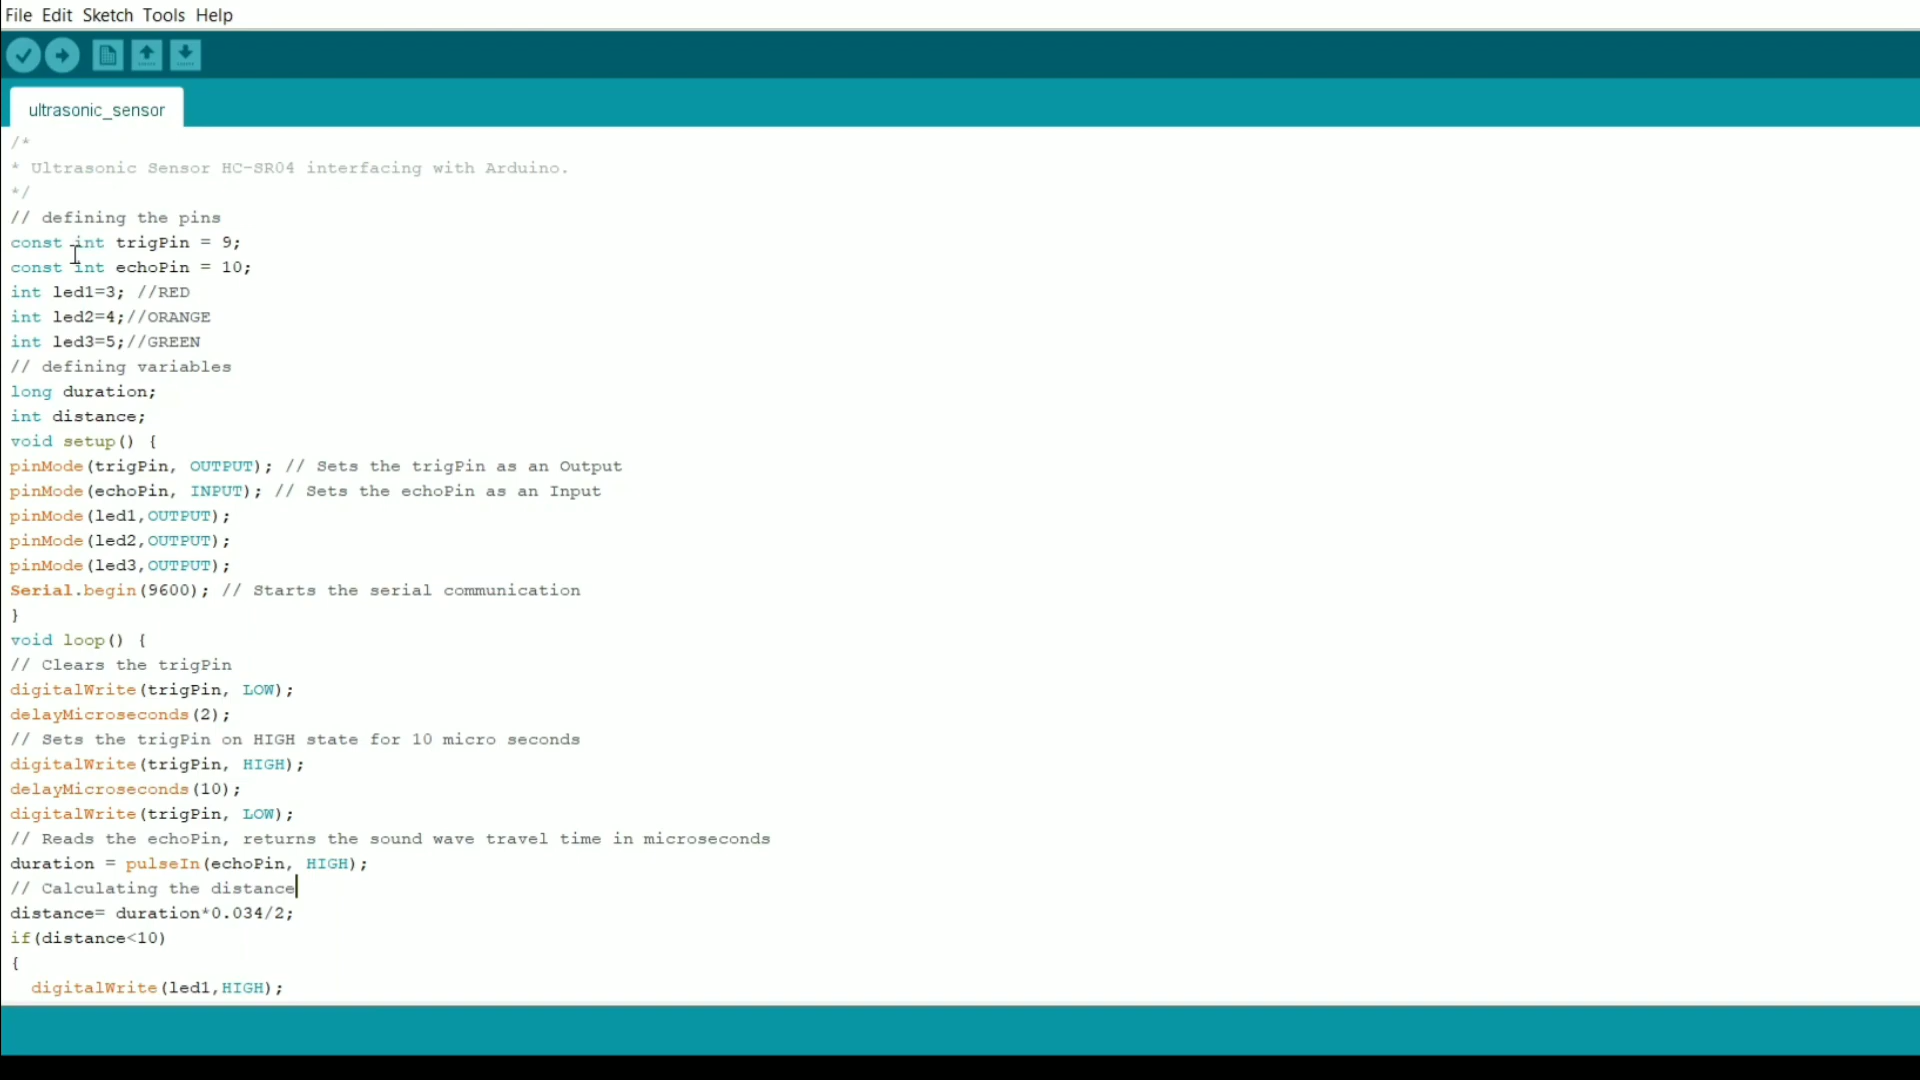 File Edit Sketch Tools Help
ultrasonic_sensor
/*
* Ultrasonic Sensor HC-SR04 interfacing with Arduino.
*/
// defining the pins
const int trigPin = 9;
const int echoPin = 10;
int led1=3; //RED
int led2=4;//ORANGE
int led3=5;//GREEN
// defining variables
long duration;
int distance;
void setup() {
pinMode(trigPin, OUTPUT); // Sets the trigPin as an Output
pinMode(echoPin, INPUT); // Sets the echoPin as an Input
pinMode(led1,OUTPUT);
pinMode(led2,OUTPUT);
pinMode(led3,OUTPUT);
Serial.begin(9600); // Starts the serial communication
}
void loop() {
// Clears the trigPin
digitalWrite(trigPin, LOW);
delayMicroseconds(2);
// Sets the trigPin on HIGH state for 10 micro seconds
digitalWrite(trigPin, HIGH);
delayMicroseconds(10);
digitalWrite(trigPin, LOW);
// Reads the echoPin, returns the sound wave travel time in microseconds
duration = pulseIn(echoPin, HIGH);
// Calculating the distance
distance= duration*0.034/2;
if(distance<10)
{
  digitalWrite(led1,HIGH);